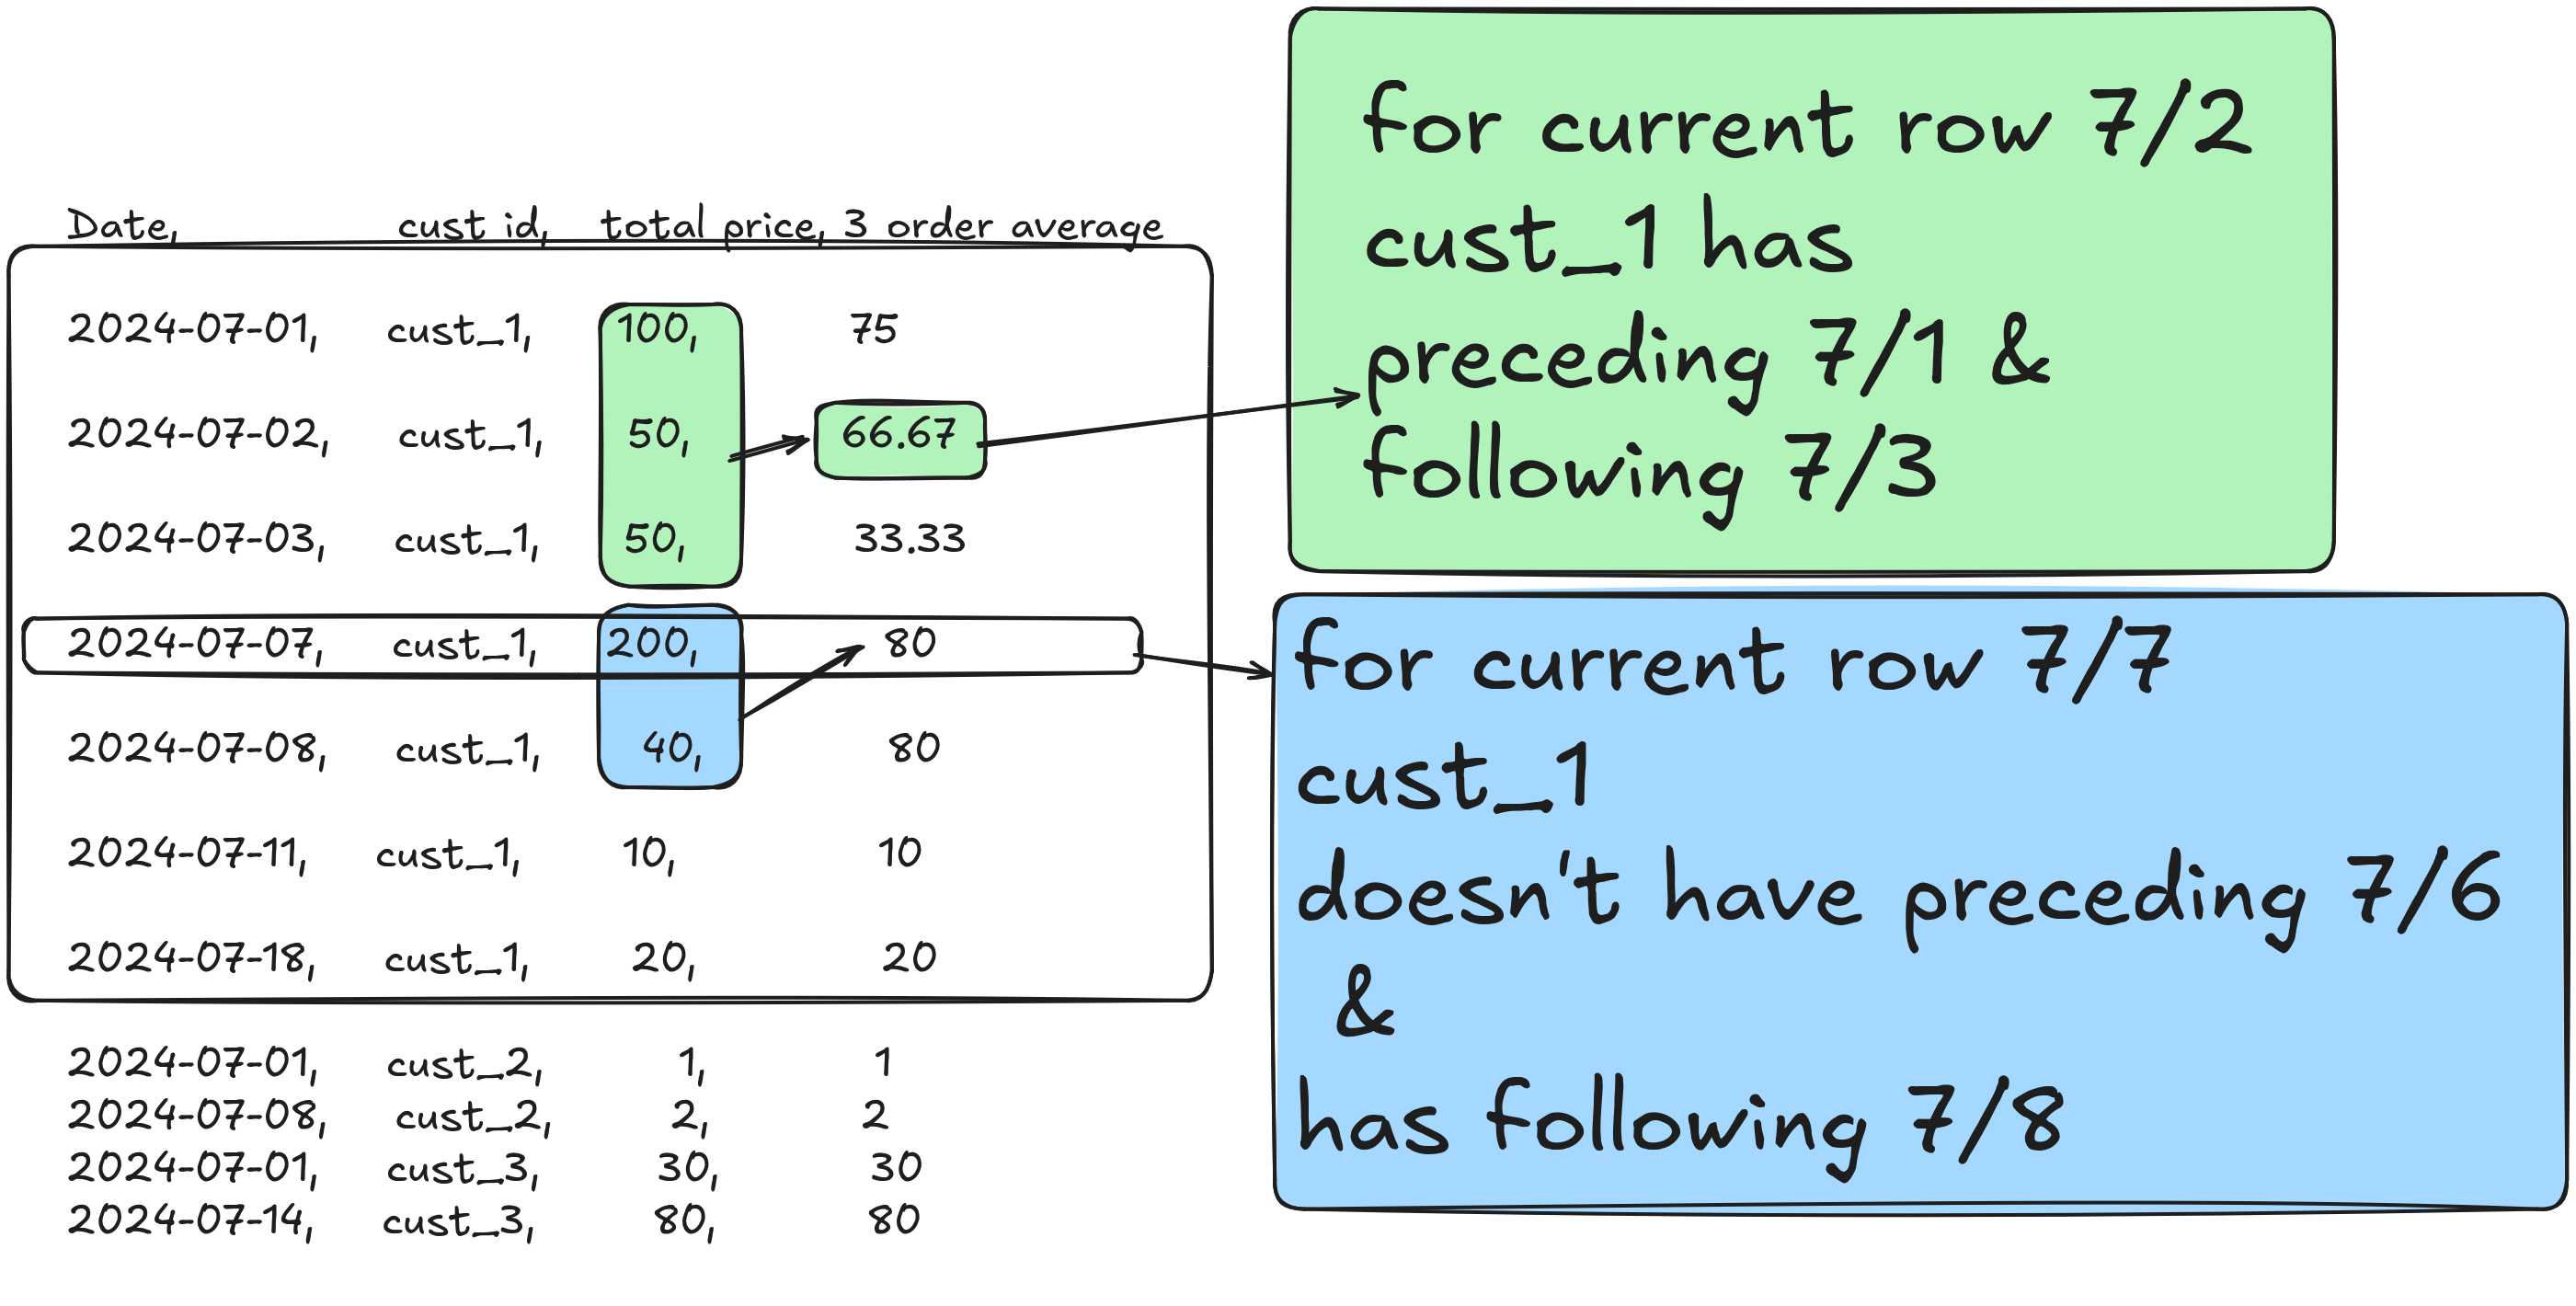 Date, cust id, total price, 3 order average
2024-07-01, cust_1, 100, 75
2024-07-02, cust_1, 50, 66.67
2024-07-03, cust_1, 50, 33.33
2024-07-07, cust_1, 200, 80
2024-07-08, cust_1, 40, 80
2024-07-11, cust_1, 10, 10
2024-07-18, cust_1, 20, 20
2024-07-01, cust_2, 1, 1
2024-07-08, cust_2, 2, 2
2024-07-01, cust_3, 30, 30
2024-07-14, cust_3, 80, 80
for current row 7/2
cust_1 has
preceding 7/1 &
following 7/3
for current row 7/7
cust_1
doesn't have preceding 7/6
&
has following 7/8